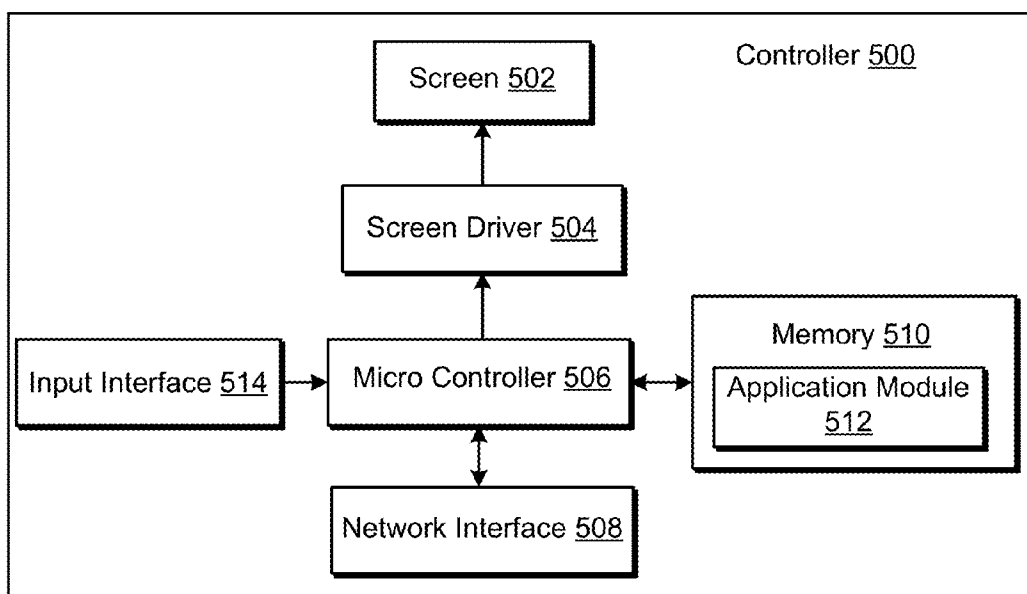 Controller 500
Screen 502
Screen Driver 504
Input Interface 514
Micro Controller 506
Memory 510
Application Module
512
Network Interface 508